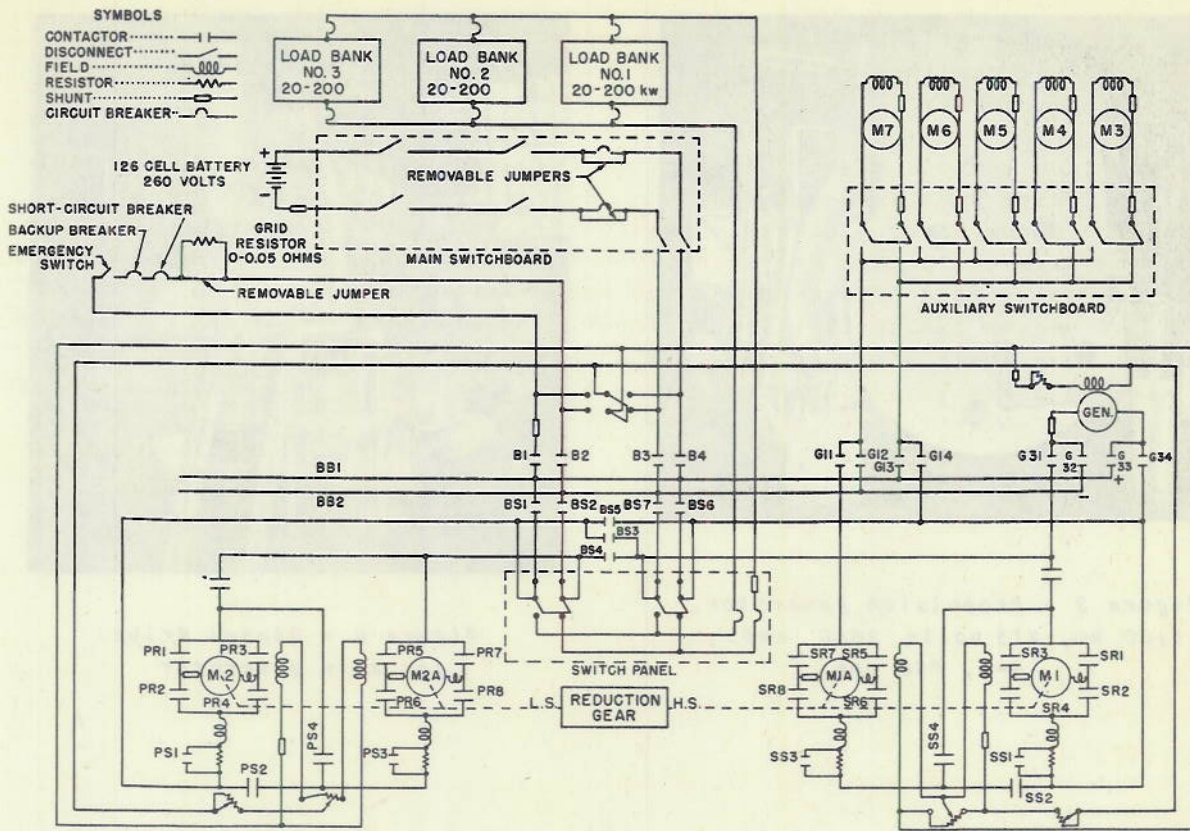 SYMBOLS
CONTACTOR
DISCONNECT
FIELD
RESISTOR
SHUNT
CIRCUIT BREAKER
LOAD BANK
NO. 3
20-200
LOAD BANK
NO. 2
20-200
LOAD BANK
NO. 1
20-200 kw
126 CELL BATTERY
260 VOLTS
+
-
REMOVABLE JUMPERS
SHORT-CIRCUIT BREAKER
BACKUP BREAKER
EMERGENCY
SWITCH
GRID
RESISTOR
0-0.05 OHMS
MAIN SWITCHBOARD
REMOVABLE JUMPER
M7 M6 M5 M4 M3
AUXILIARY SWITCHBOARD
GEN.
B1 B2 B3 B4
G11 G12 G13 G14
G31 G 32 G 33 G34
+
-
BB1
BB2
BS1 BS2 BS7 BS6
BS5
BS3
BS4
SWITCH PANEL
PR1 PR3
M2
PR2
PR4
PR5 PR7
M2A
PR6 PR8
PS1 PS2 PS4 PS3
L.S. REDUCTION
GEAR H.S.
SR7 SR5
M1A
SR8
SR6
SR3 SR1
M1
SR2
SR4
SS3 SS4 SS1
SS2